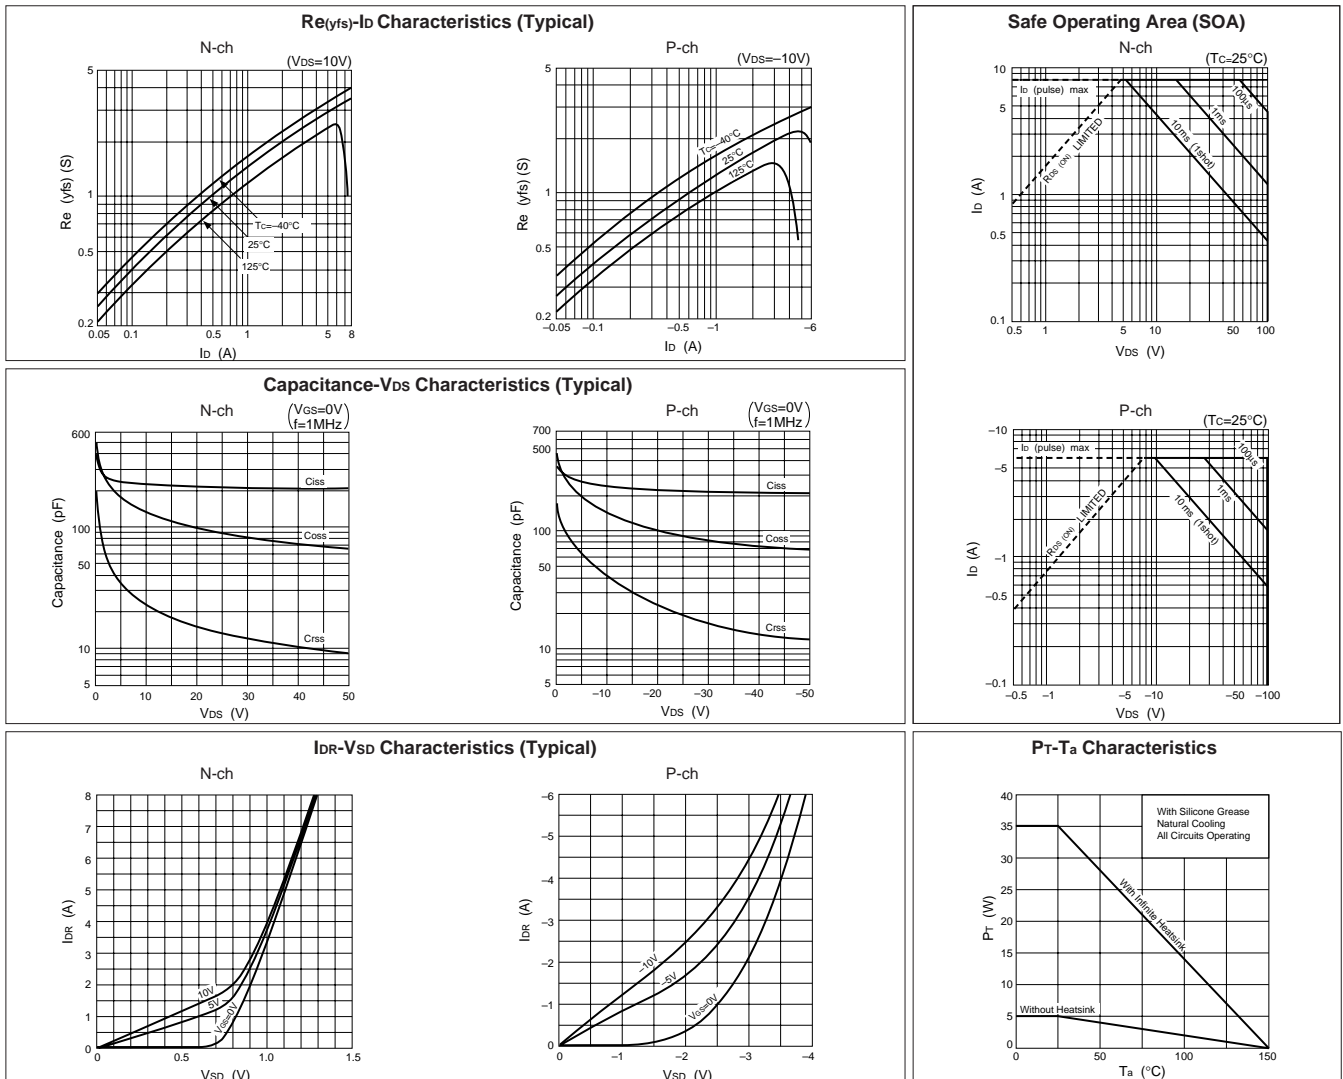 Re(yfs)-ID Characteristics (Typical)
N-ch
(VDS=10V)
5
1
0.5
0.2
Re (yfs) (S)
TC=–40°C
25°C
125°C
0.05 0.1 0.5 1 5 8
ID (A)
P-ch
(VDS=–10V)
5
1
0.5
0.2
Re (yfs) (S)
TC=–40°C
25°C
125°C
–0.05 –0.1 –0.5 –1 –6
ID (A)
Safe Operating Area (SOA)
N-ch
(TC=25°C)
10
5
1
0.5
0.1
ID (A)
ID (pulse) max
RDS (ON) LIMITED
10ms (1shot)
1ms
100µs
0.5 1 5 10 50 100
VDS (V)
P-ch
(TC=25°C)
–10
–5
–1
–0.5
–0.1
ID (A)
ID (pulse) max
RDS (ON) LIMITED
10 ms (1shot)
1ms
100µs
–0.5 –1 –5 –10 –50 –100
VDS (V)
Capacitance-VDS Characteristics (Typical)
N-ch
(VGS=0V
f=1MHz)
600
100
50
10
5
Capacitance (pF)
Ciss
Coss
Crss
0 10 20 30 40 50
VDS (V)
P-ch
(VGS=0V
f=1MHz)
700
500
100
50
10
5
Capacitance (pF)
Ciss
Coss
Crss
0 –10 –20 –30 –40 –50
VDS (V)
IDR-VSD Characteristics (Typical)
N-ch
8
7
6
5
4
3
2
1
0
IDR (A)
10V
5V
VGS=0V
0 0.5 1.0 1.5
VSD (V)
P-ch
–6
–5
–4
–3
–2
–1
0
IDR (A)
–10V
–5V
VGS=0V
0 –1 –2 –3 –4
VSD (V)
PT-Ta Characteristics
40
35
30
25
20
15
10
5
0
PT (W)
With Silicone Grease
Natural Cooling
All Circuits Operating
With Infinite Heatsink
Without Heatsink
0 50 100 150
Ta (°C)